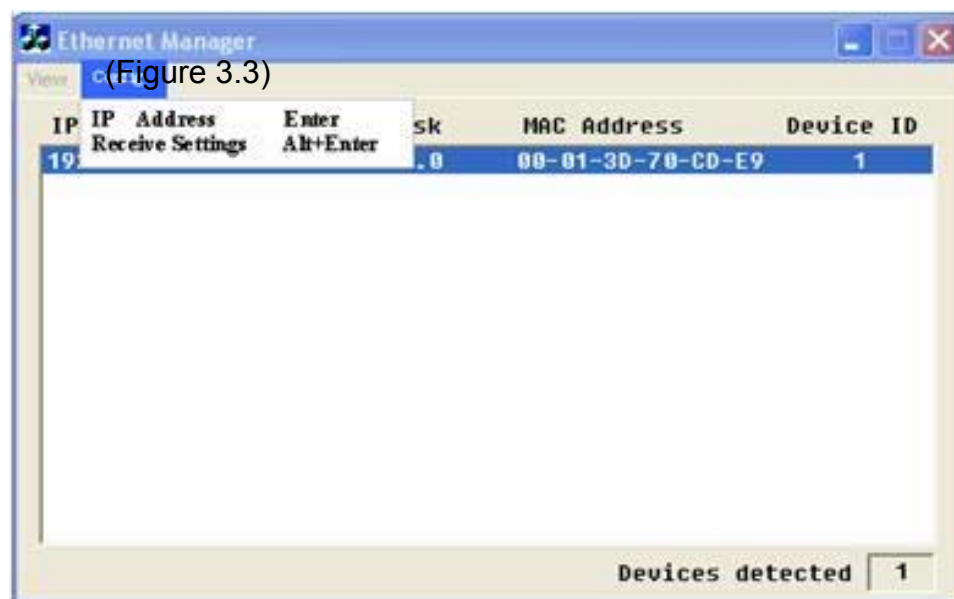 Ethernet Manager
(Figure 3.3)
View
IP Address Enter
Receive Settings Alt+Enter
IP sk MAC Address Device ID
19 .0 00-01-3D-70-CD-E9 1
Devices detected 1